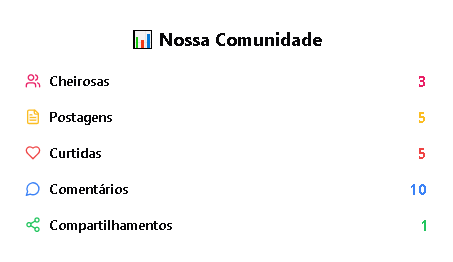 📊 Nossa Comunidade
Cheirosas 3
Postagens 5
Curtidas 5
Comentários 10
Compartilhamentos 1